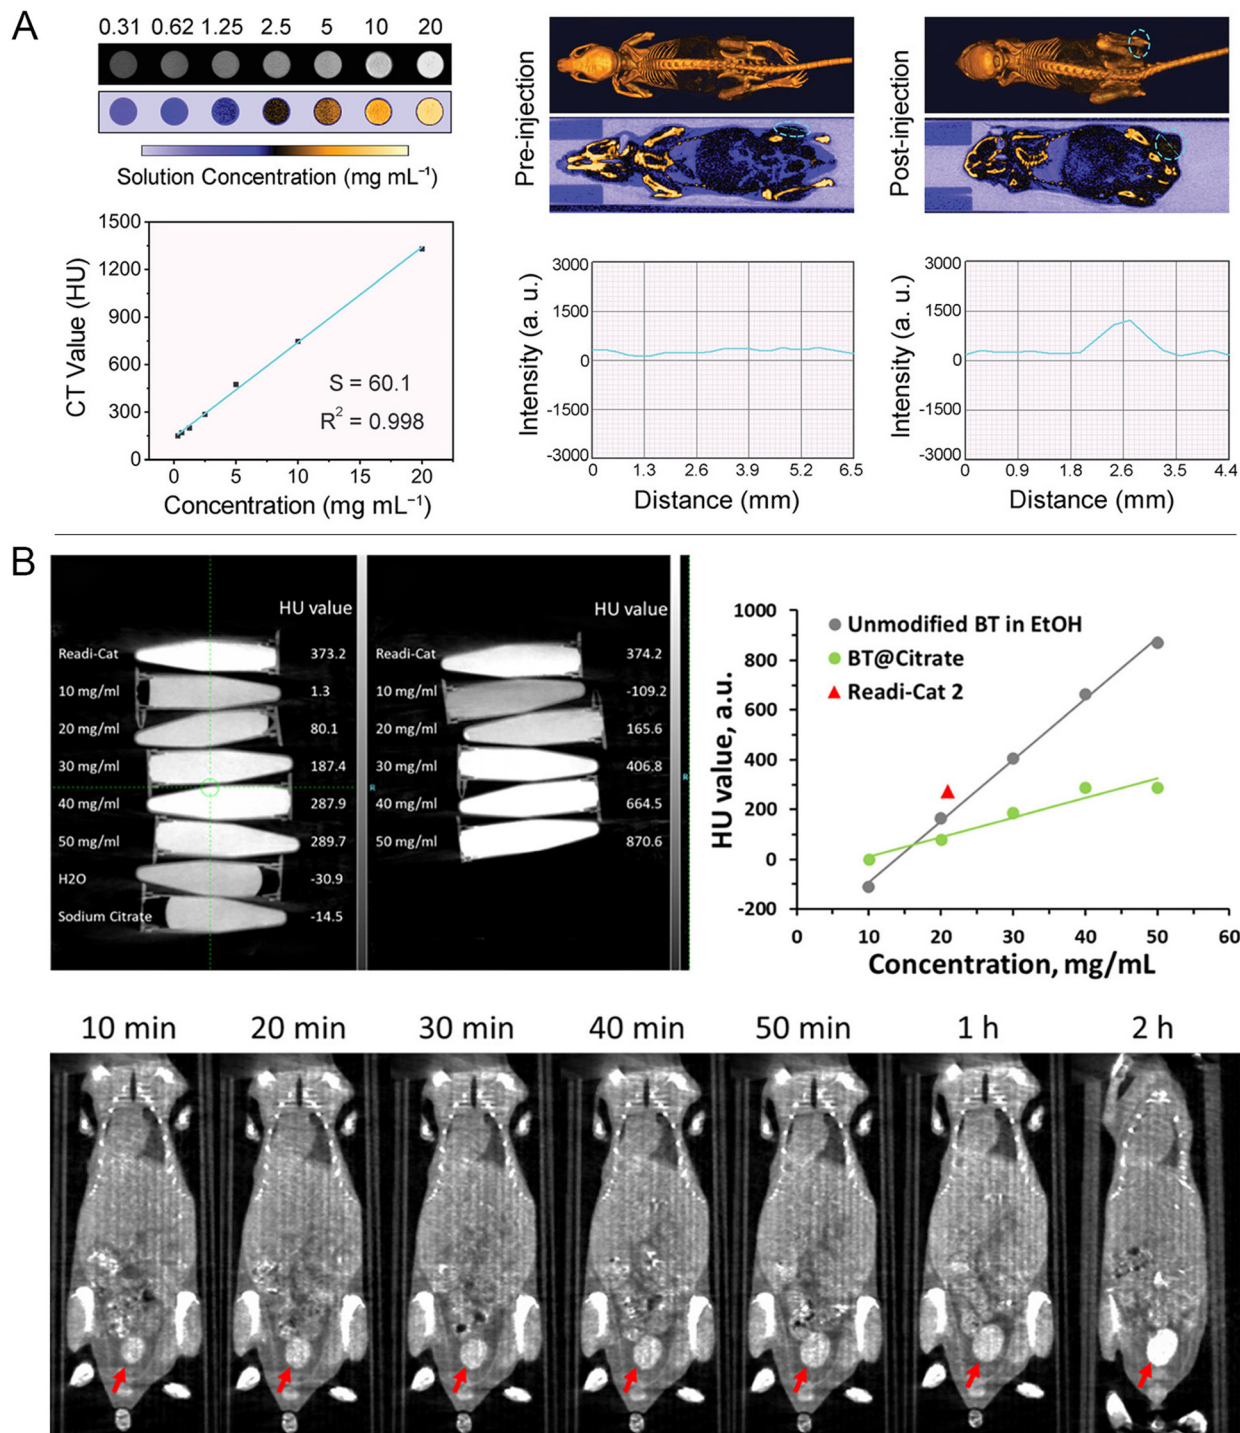 A
0.31 0.62 1.25 2.5 5 10 20
Solution Concentration (mg mL⁻¹)
1500
1200
900
600
300
0
CT Value (HU)
S = 60.1
R² = 0.998
0 5 10 15 20
Concentration (mg mL⁻¹)
Pre-injection
3000
1500
0
-1500
-3000
Intensity (a. u.)
0 1.3 2.6 3.9 5.2 6.5
Distance (mm)
Post-injection
3000
1500
0
-1500
-3000
Intensity (a. u.)
0 0.9 1.8 2.6 3.5 4.4
Distance (mm)
B
HU value
Readi-Cat 373.2
10 mg/ml 1.3
20 mg/ml 80.1
30 mg/ml 187.4
40 mg/ml 287.9
50 mg/ml 289.7
H2O -30.9
Sodium Citrate -14.5
R
HU value
Readi-Cat 374.2
10 mg/ml -109.2
20 mg/ml 165.6
30 mg/ml 406.8
40 mg/ml 664.5
50 mg/ml 870.6
R
1000
800
600
400
200
0
-200
HU value, a.u.
Unmodified BT in EtOH
BT@Citrate
Readi-Cat 2
0 10 20 30 40 50 60
Concentration, mg/mL
10 min 20 min 30 min 40 min 50 min 1 h 2 h